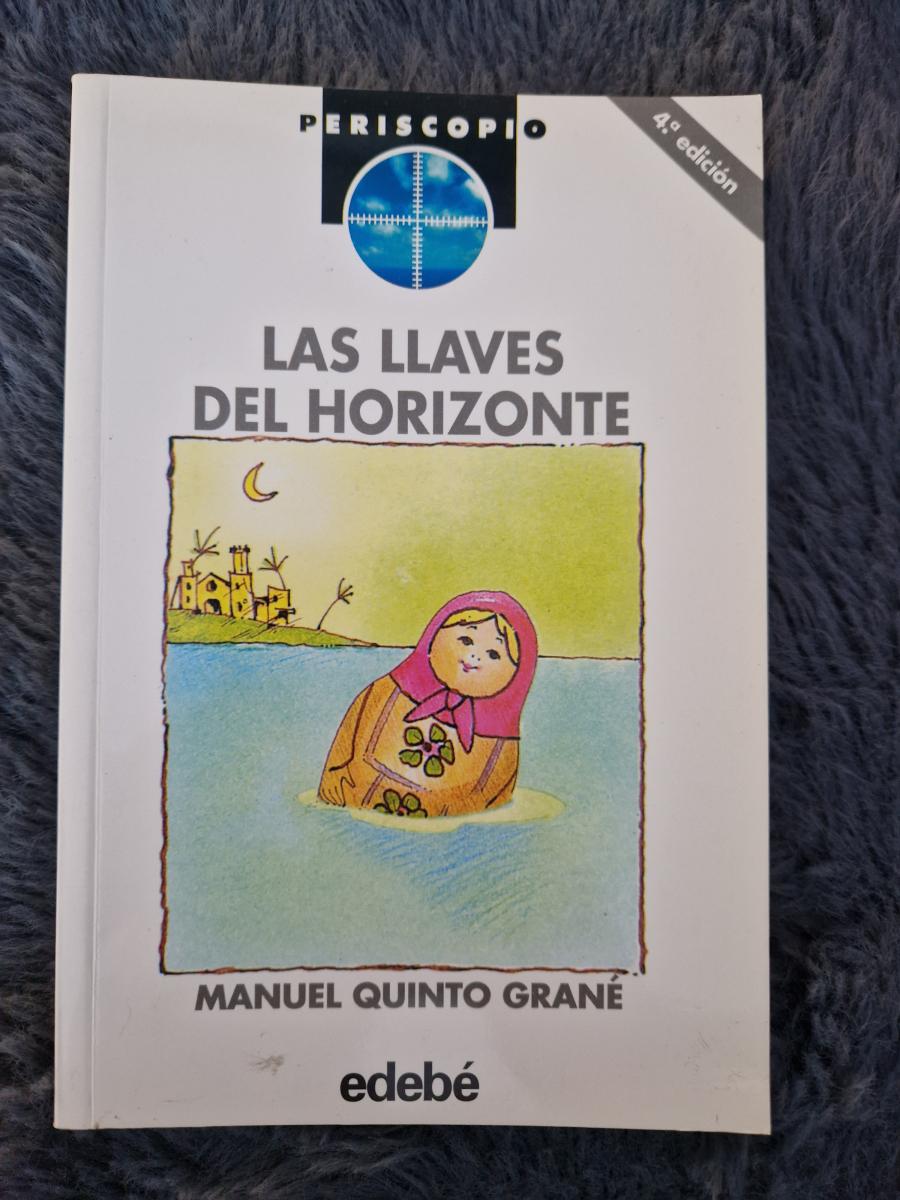 PERISCOPIO
4.ª edición
LAS LLAVES
DEL HORIZONTE
MANUEL QUINTO GRANÉ
edebé